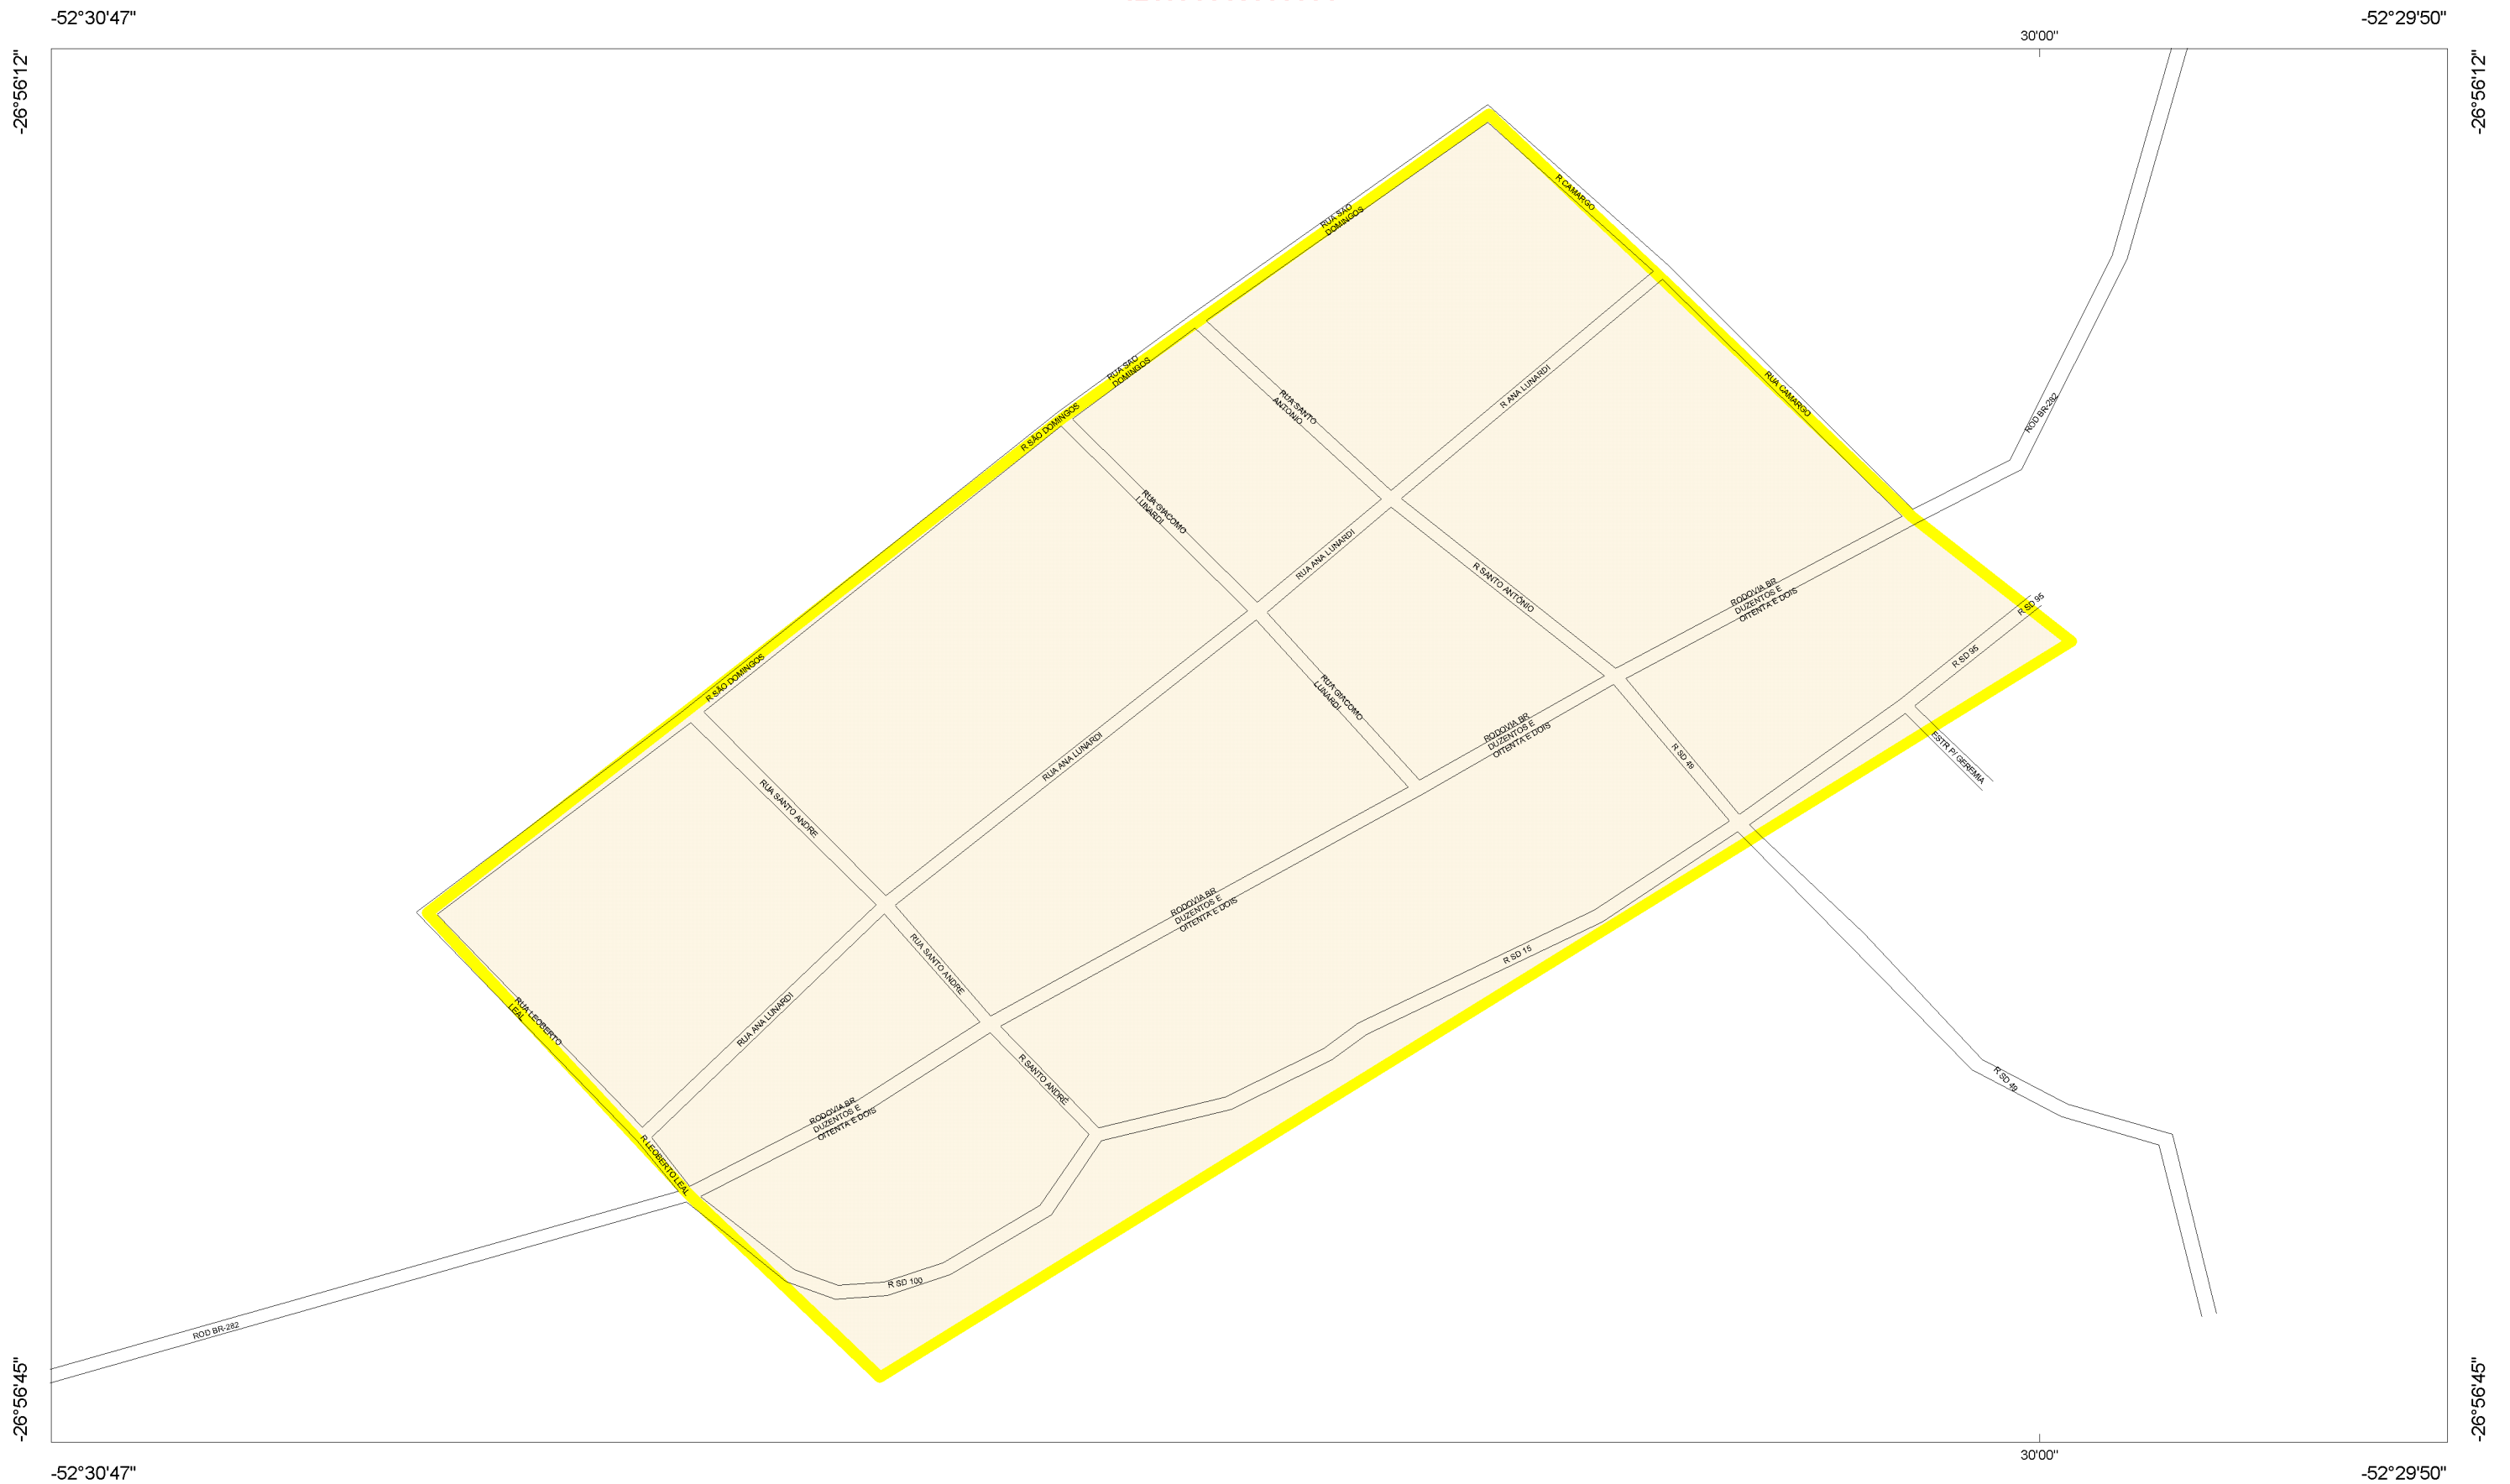 -52°30'47"
-52°29'50"
30'00"
-26°56'12"
-26°56'12"
R CAMARGO
RUA SAO
DOMINGOS
RUA SAO
DOMINGOS
R ANA LUNARDI
RUA CAMARGO
RUA SANTO
ANTONIO
ROD BR-282
R SÃO DOMINGOS
RUA GIACOMO
LUNARDI
RUA ANA LUNARDI
R SANTO ANTÔNIO
RODOVIA BR
DUZENTOS E
OITENTA E DOIS
R SD 95
R SD 95
R SÃO DOMINGOS
RUA GIACOMO
LUNARDI
RODOVIA BR
DUZENTOS E
OITENTA E DOIS
R SD 49
ESTR P/ GEREMIA
RUA ANA LUNARDI
RUA SANTO ANDRE
RODOVIA BR
DUZENTOS E
OITENTA E DOIS
RUA SANTO ANDRE
R SD 15
RUA LEOBERTO
LEAL
RUA ANA LUNARDI
R SANTO ANDRÉ
R SD 49
RODOVIA BR
DUZENTOS E
OITENTA E DOIS
R LEOBERTO LEAL
R SD 100
ROD BR-282
-26°56'45"
-26°56'45"
30'00"
-52°30'47"
-52°29'50"